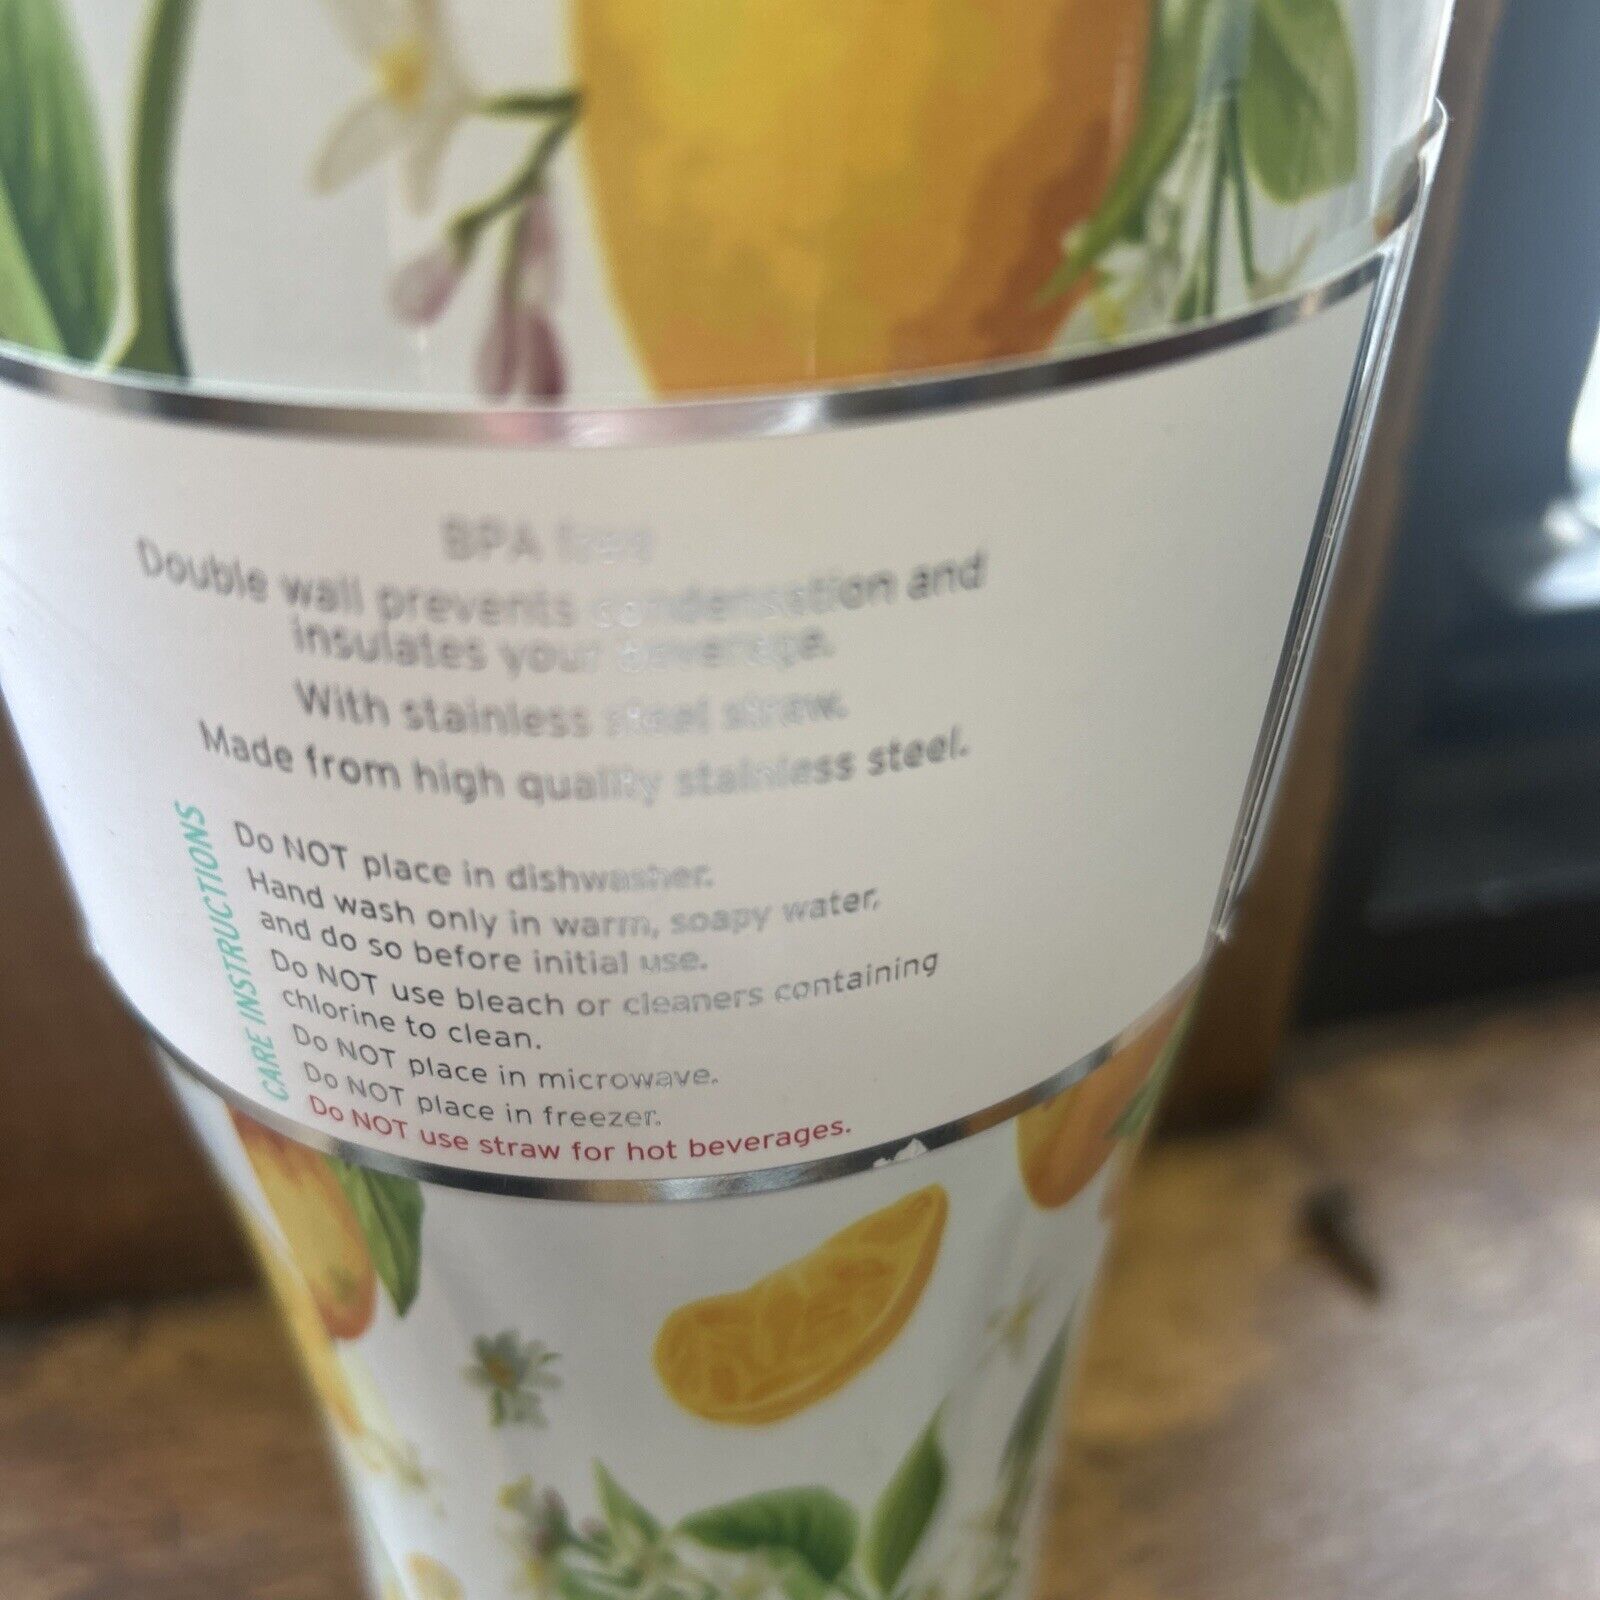 BPA free
Double wall prevents condensation and
insulates your beverage.
With stainless steel straw.
Made from high quality stainless steel.
CARE INSTRUCTIONS
Do NOT place in dishwasher.
Hand wash only in warm, soapy water,
and do so before initial use.
Do NOT use bleach or cleaners containing
chlorine to clean.
Do NOT place in microwave.
Do NOT place in freezer.
Do NOT use straw for hot beverages.